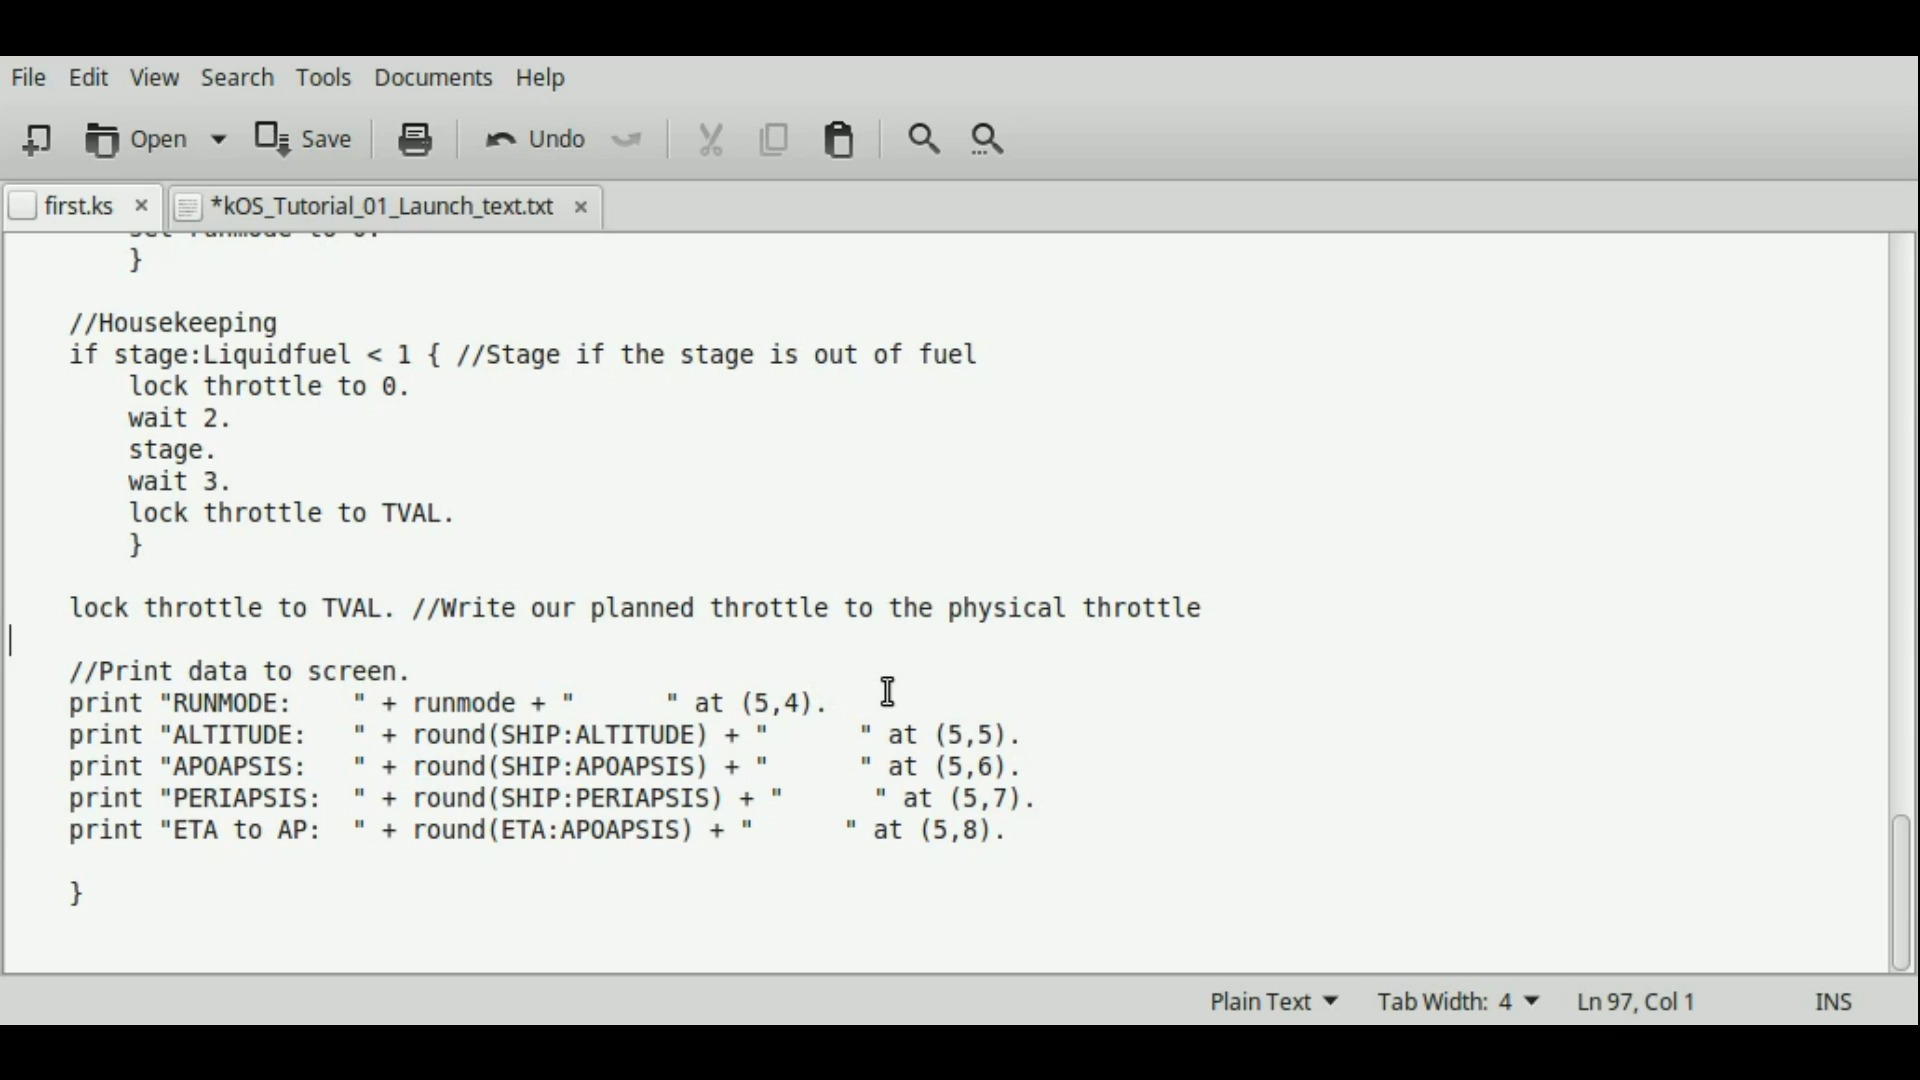 File Edit View Search Tools Documents Help
Open Save Undo
first.ks × *kOS_Tutorial_01_Launch_text.txt ×
set runmode to 0.
}
//Housekeeping
if stage:Liquidfuel < 1 { //Stage if the stage is out of fuel
lock throttle to 0.
wait 2.
stage.
wait 3.
lock throttle to TVAL.
}
lock throttle to TVAL. //Write our planned throttle to the physical throttle
//Print data to screen.
print "RUNMODE:    " + runmode + "      " at (5,4).
print "ALTITUDE:   " + round(SHIP:ALTITUDE) + "      " at (5,5).
print "APOAPSIS:   " + round(SHIP:APOAPSIS) + "      " at (5,6).
print "PERIAPSIS:  " + round(SHIP:PERIAPSIS) + "      " at (5,7).
print "ETA to AP:  " + round(ETA:APOAPSIS) + "      " at (5,8).
}
Plain Text Tab Width: 4 Ln 97, Col 1 INS